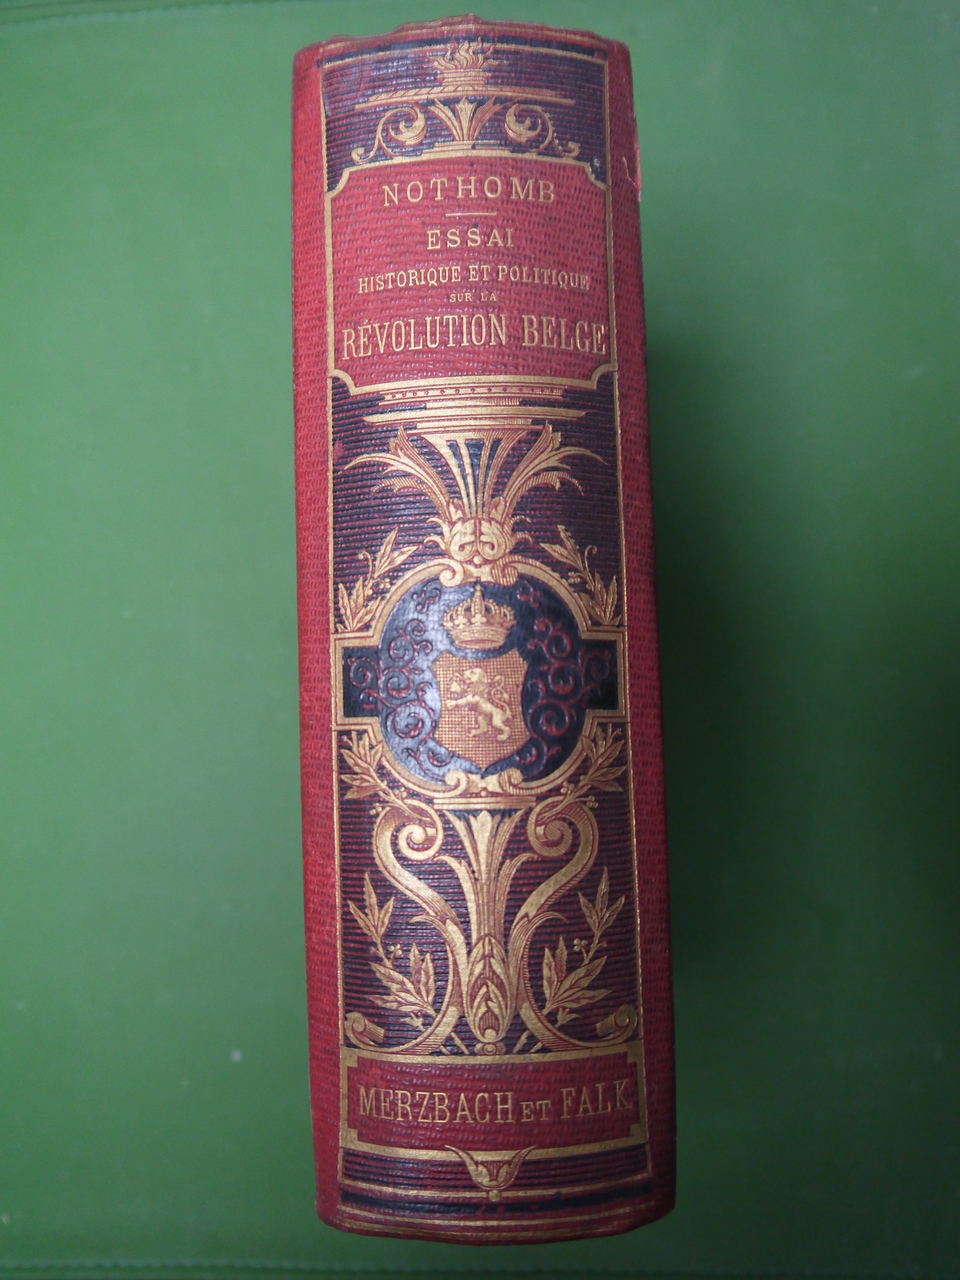 NOTHOMB
ESSAI
HISTORIQUE ET POLITIQUE
SUR LA
RÉVOLUTION BELGE
MERZBACH ET FALK